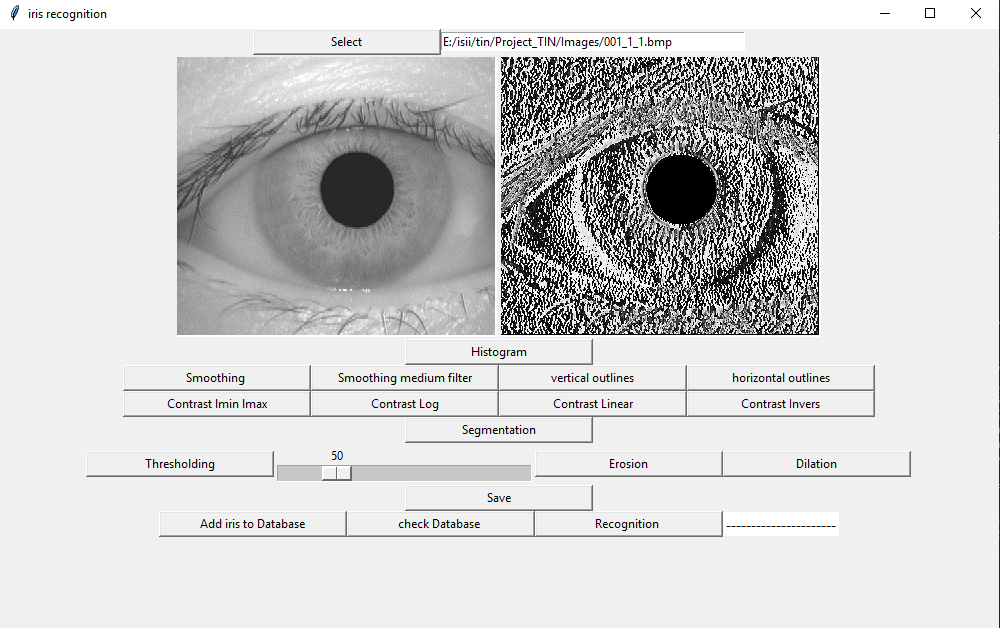 iris recognition
Select E:/isii/tin/Project_TIN/Images/001_1_1.bmp
Histogram
Smoothing Smoothing medium filter vertical outlines horizontal outlines
Contrast Imin Imax Contrast Log Contrast Linear Contrast Invers
Segmentation
50
Thresholding Erosion Dilation
Save
Add iris to Database check Database Recognition ----------------------